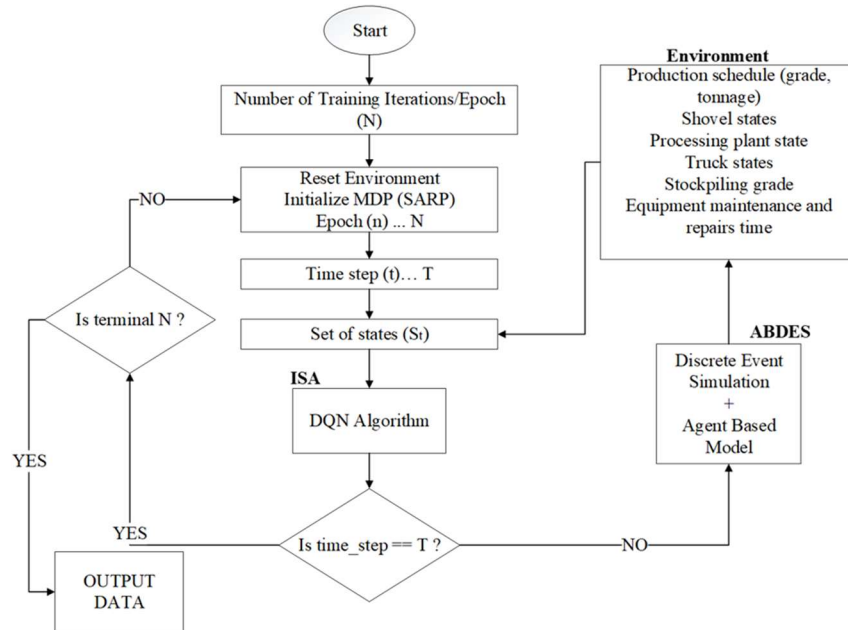 Start
Number of Training Iterations/Epoch
(N)
Reset Environment
Initialize MDP (SARP)
Epoch (n) ... N
Time step (t)... T
Set of states (St)
ISA
DQN Algorithm
Is time_step == T ?
NO
ABDES
Discrete Event
Simulation
+
Agent Based
Model
Environment
Production schedule (grade,
tonnage)
Shovel states
Processing plant state
Truck states
Stockpiling grade
Equipment maintenance and
repairs time
YES
Is terminal N ?
NO
YES
OUTPUT
DATA